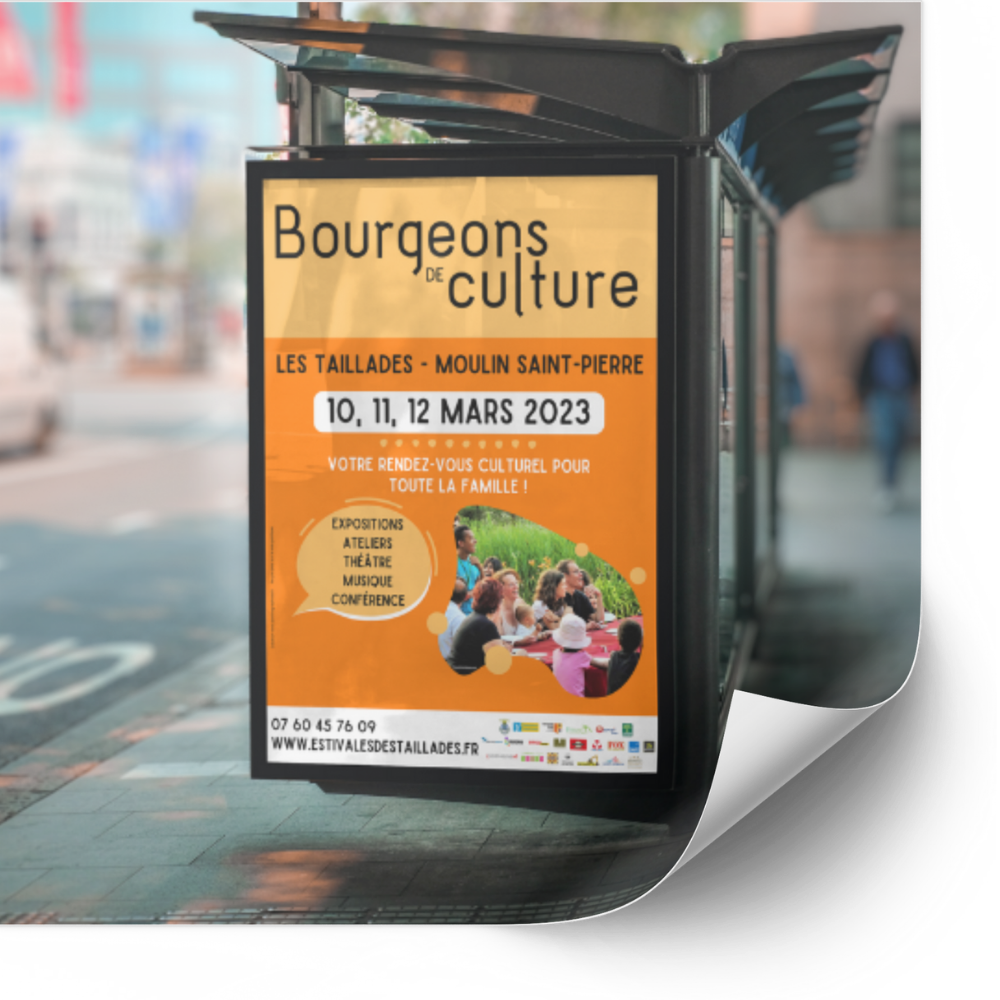 Bourgeons
DE culture
LES TAILLADES - MOULIN SAINT-PIERRE
10, 11, 12 MARS 2023
VOTRE RENDEZ-VOUS CULTUREL POUR
TOUTE LA FAMILLE !
EXPOSITIONS
ATELIERS
THÉÂTRE
MUSIQUE
CONFÉRENCE
07 60 45 76 09
WWW.ESTIVALESDESTAILLADES.FR
FOX